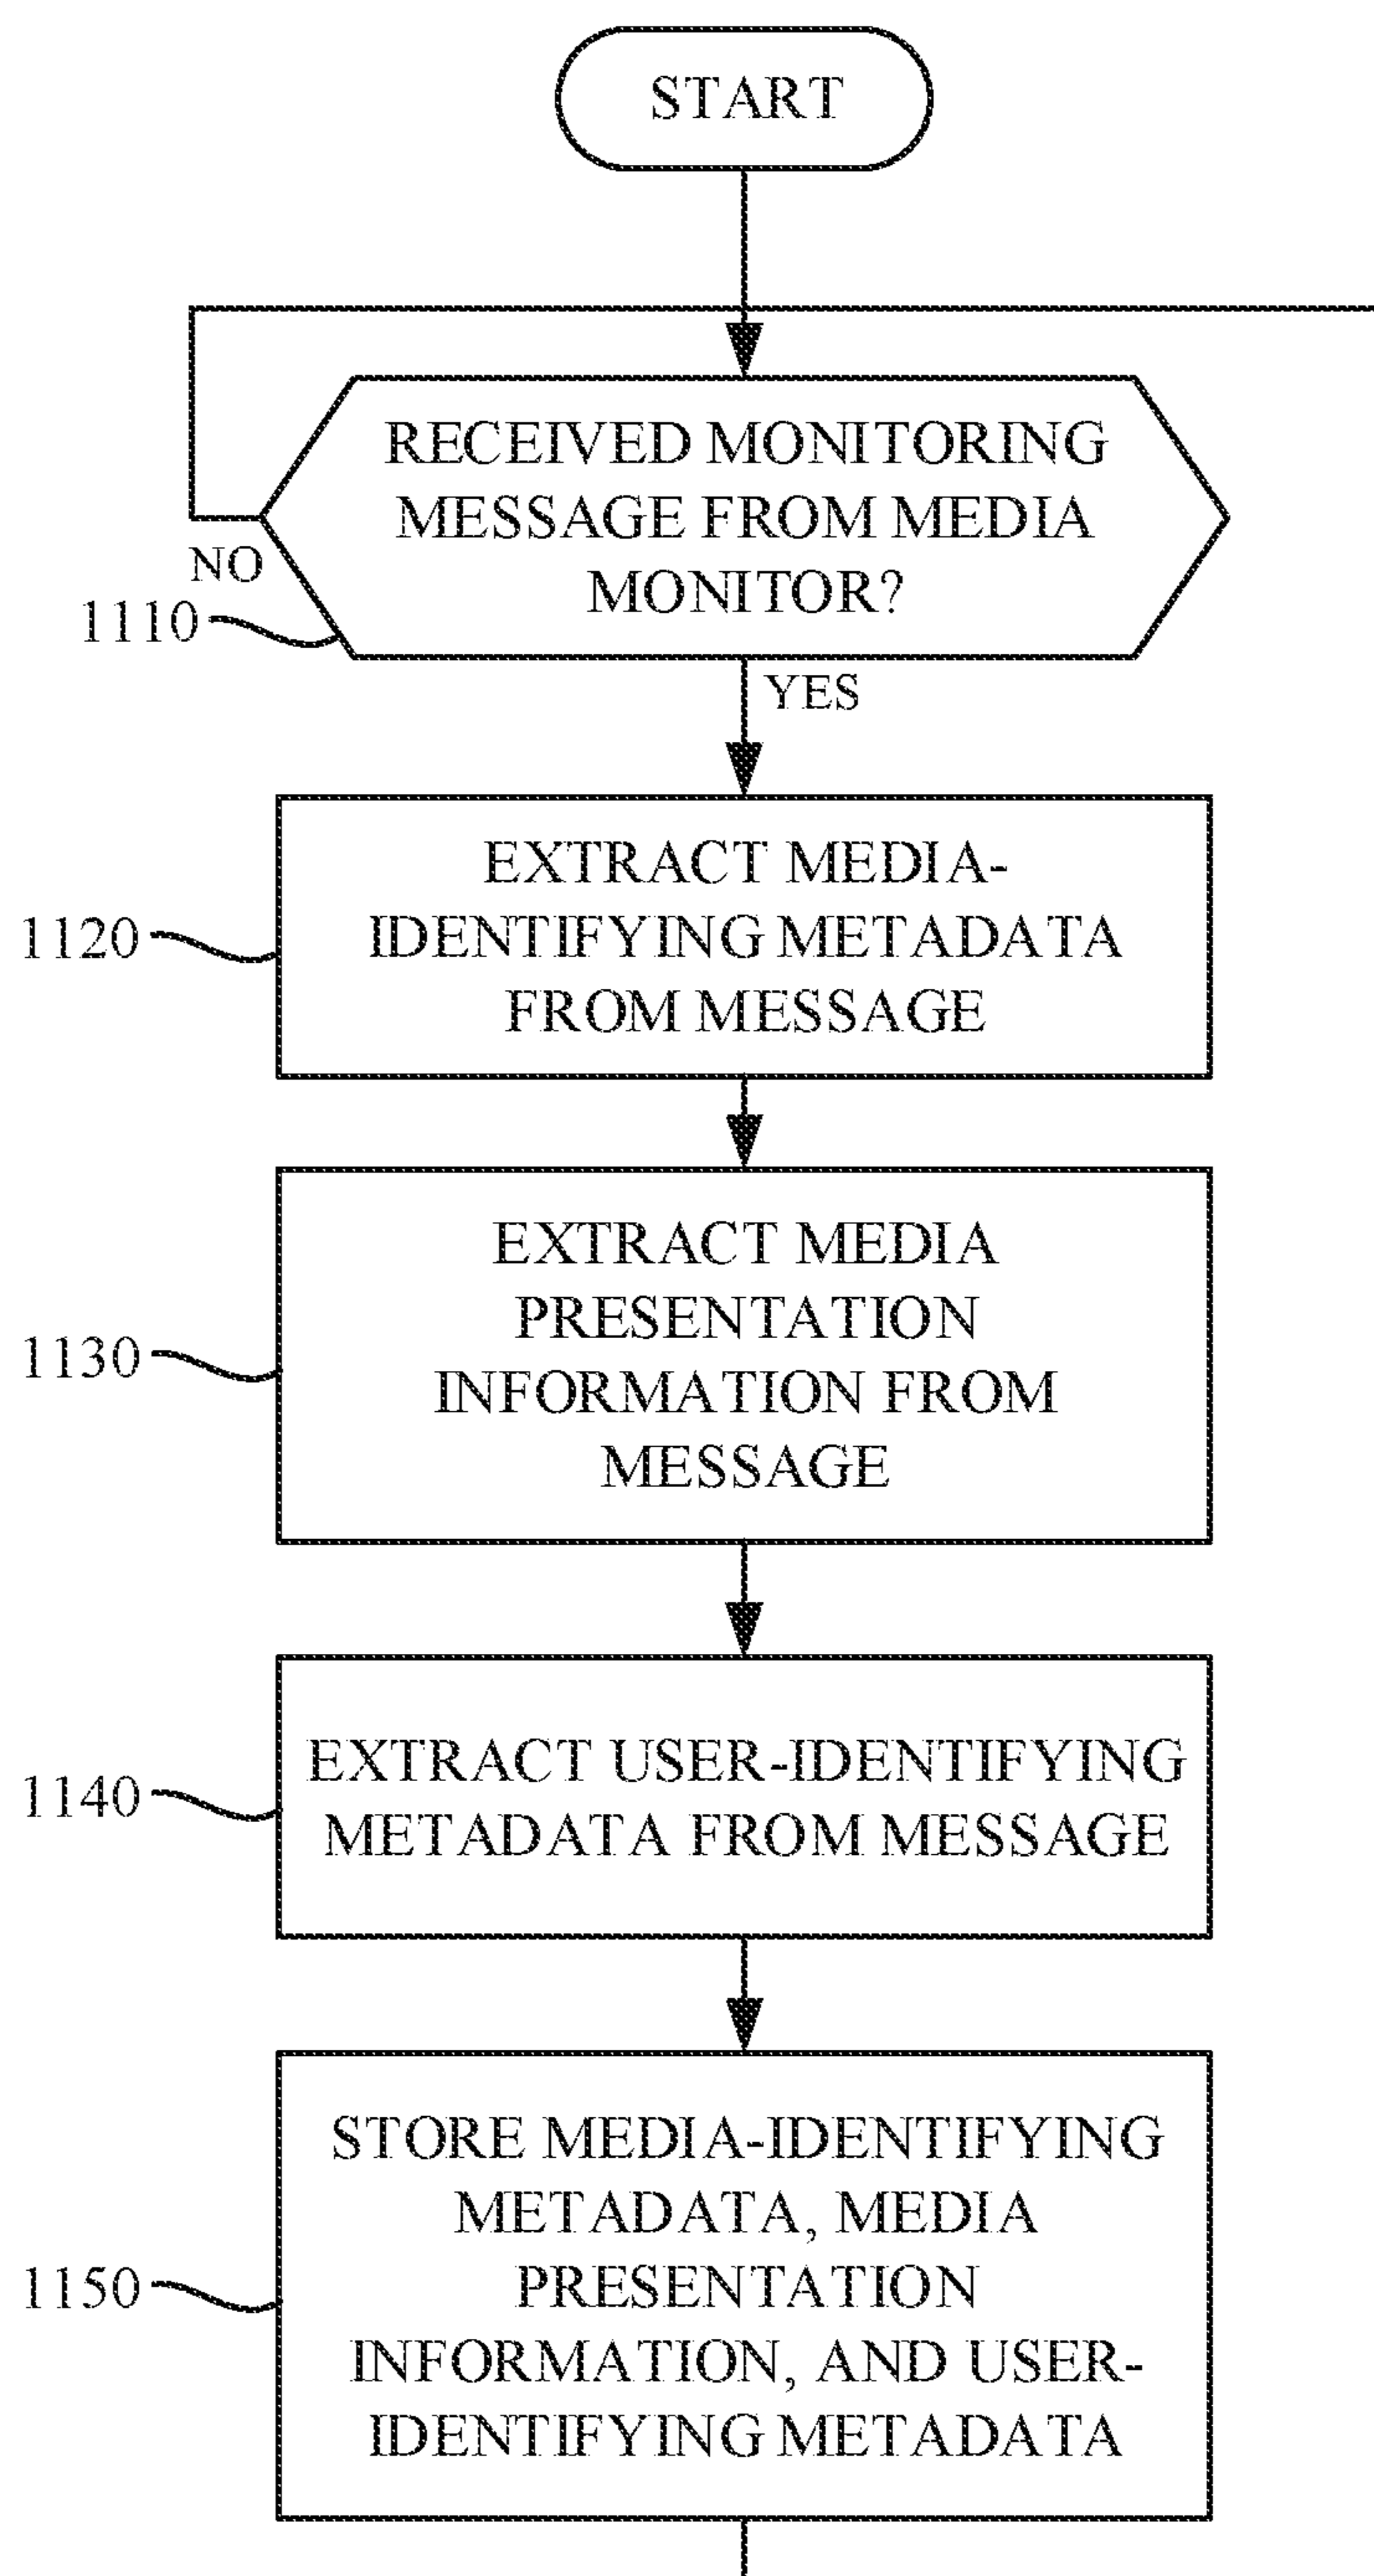 START
RECEIVED MONITORING
MESSAGE FROM MEDIA
MONITOR?
NO
1110
YES
EXTRACT MEDIA-
IDENTIFYING METADATA
FROM MESSAGE
1120
EXTRACT MEDIA
PRESENTATION
INFORMATION FROM
MESSAGE
1130
EXTRACT USER-IDENTIFYING
METADATA FROM MESSAGE
1140
STORE MEDIA-IDENTIFYING
METADATA, MEDIA
PRESENTATION
INFORMATION, AND USER-
IDENTIFYING METADATA
1150